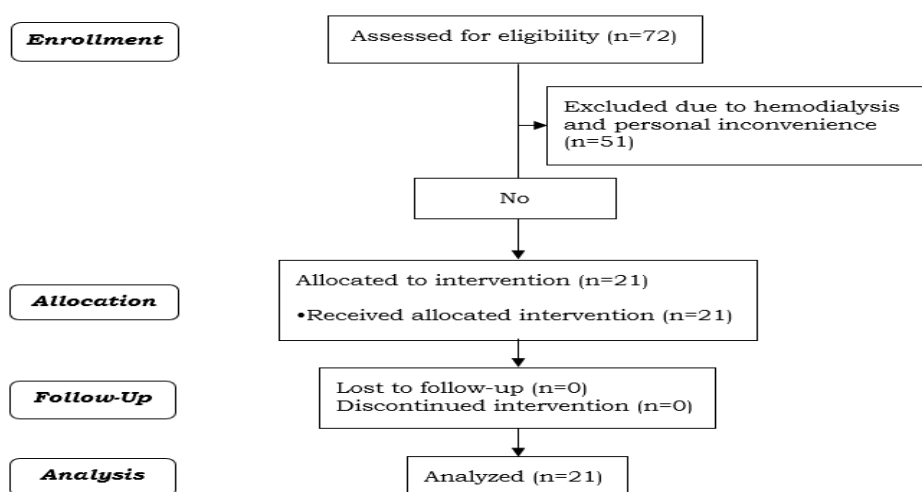 Enrollment
Assessed for eligibility (n=72)
Excluded due to hemodialysis
and personal inconvenience
(n=51)
No
Allocation
Allocated to intervention (n=21)
•Received allocated intervention (n=21)
Follow-Up
Lost to follow-up (n=0)
Discontinued intervention (n=0)
Analysis
Analyzed (n=21)